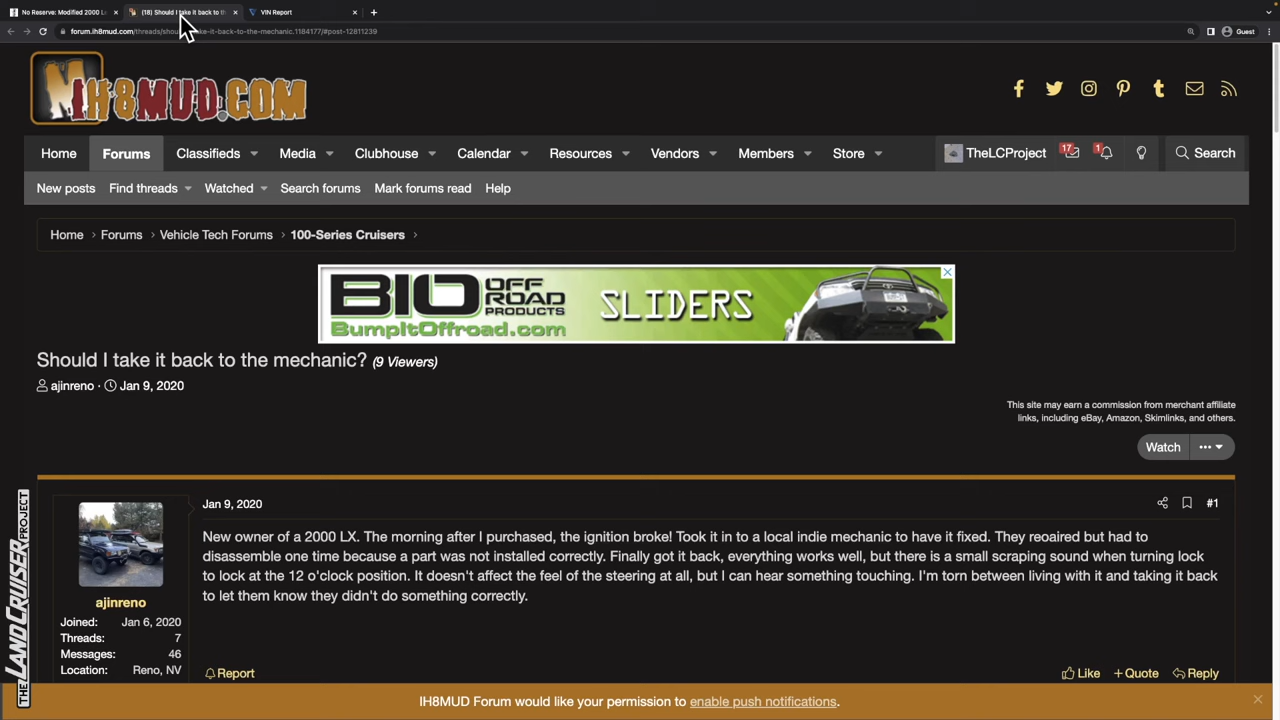 No Reserve: Modified 2000 L
(18) Should I take it back to th
VIN Report
forum.ih8mud.com/threads/shou ke-it-back-to-the-mechanic.1184177/#post-12811239
Guest
IH8MUD.COM
Home
Forums
Classifieds
Media
Clubhouse
Calendar
Resources
Vendors
Members
Store
TheLCProject
17
1
Search
New posts
Find threads
Watched
Search forums
Mark forums read
Help
Home
Forums
Vehicle Tech Forums
100-Series Cruisers
BIO OFF ROAD PRODUCTS
BumpItOffroad.com
SLIDERS
Should I take it back to the mechanic? (9 Viewers)
ajinreno · Jan 9, 2020
This site may earn a commission from merchant affiliate
links, including eBay, Amazon, Skimlinks, and others.
Watch
Jan 9, 2020
#1
New owner of a 2000 LX. The morning after I purchased, the ignition broke! Took it in to a local indie mechanic to have it fixed. They reoaired but had to
disassemble one time because a part was not installed correctly. Finally got it back, everything works well, but there is a small scraping sound when turning lock
to lock at the 12 o'clock position. It doesn't affect the feel of the steering at all, but I can hear something touching. I'm torn between living with it and taking it back
to let them know they didn't do something correctly.
ajinreno
Joined: Jan 6, 2020
Threads: 7
Messages: 46
Location: Reno, NV
Report
Like
+ Quote
Reply
IH8MUD Forum would like your permission to enable push notifications.
THE LAND CRUISER PROJECT